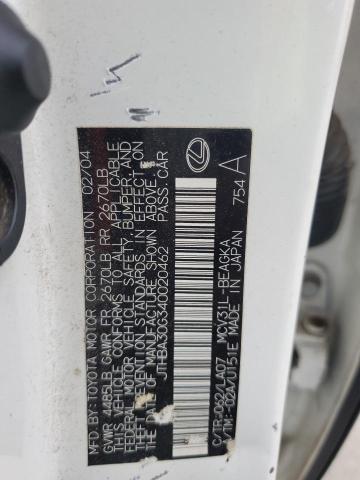 MFD.BY:TOYOTA MOTOR CORPORATION 02/04
GVWR 4485LB GAWR FR 2670LB RR 2670LB
THIS VEHICLE CONFORMS TO ALL APPLICABLE
FEDERAL MOTOR VEHICLE SAFETY, BUMPER, AND
THEFT PREVENTION STANDARDS IN EFFECT ON
THE DATE OF MANUFACTURE SHOWN ABOVE.
JTHBA30G340020462 PASS.CAR
C/TR:062/LA07 MCV31L-BEAGKA
A/TM:-02A/U151E MADE IN JAPAN 754 A